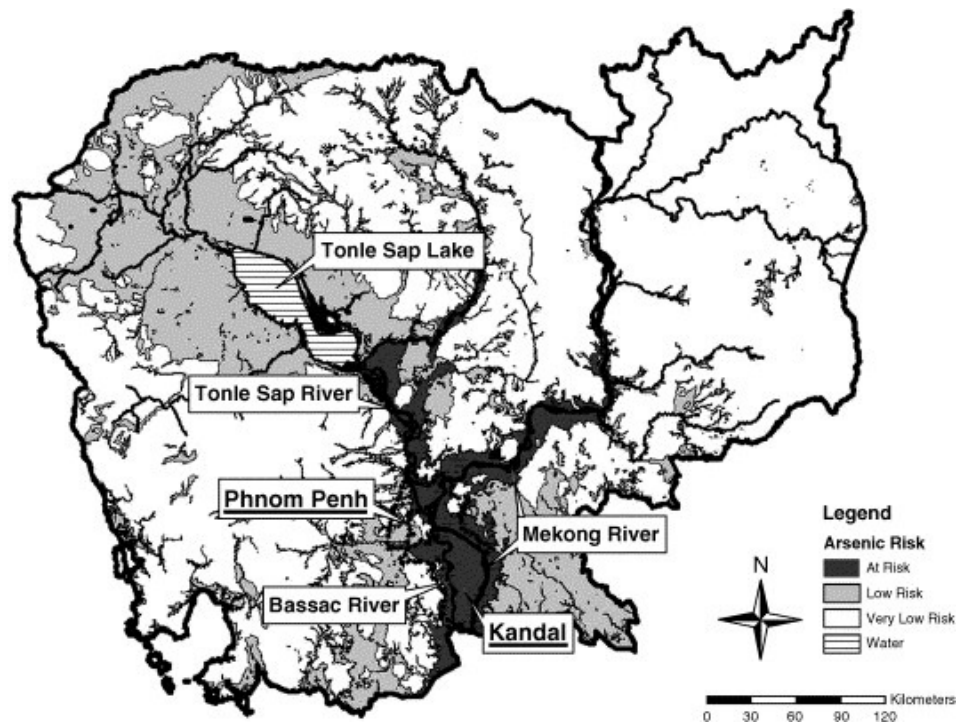 Tonle Sap Lake
Tonle Sap River
Phnom Penh
Mekong River
Bassac River
Kandal
Legend
Arsenic Risk
At Risk
Low Risk
Very Low Risk
Water
N
Kilometers
0 30 60 90 120